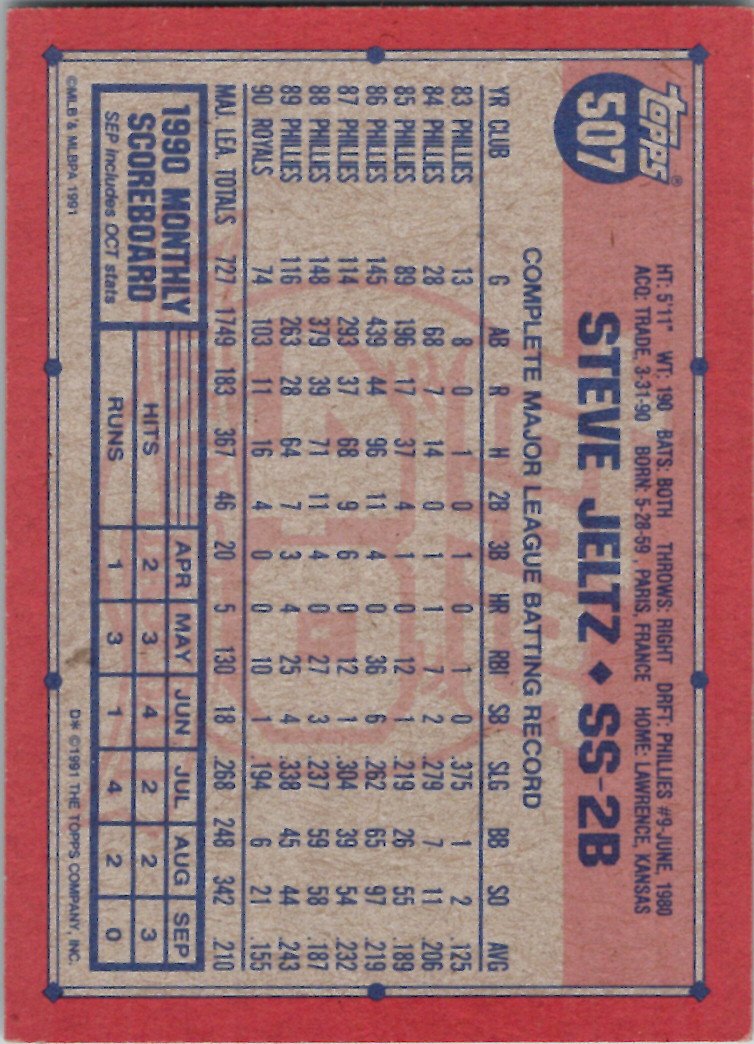 Topps®
507
HT: 5'11" WT: 190 BATS: BOTH THROWS: RIGHT DRFT: PHILLIES #9-JUNE, 1980
ACQ: TRADE, 3-31-90 BORN: 5-28-59, PARIS, FRANCE HOME: LAWRENCE, KANSAS
STEVE JELTZ ♦ SS-2B
COMPLETE MAJOR LEAGUE BATTING RECORD
YR CLUB G AB R H 2B 3B HR RBI SB SLG BB SO AVG
83 PHILLIES 13 8 0 1 0 1 0 1 0 .375 1 2 .125
84 PHILLIES 28 68 7 14 0 1 1 7 2 .279 7 11 .206
85 PHILLIES 89 196 17 37 4 1 0 12 1 .219 26 55 .189
86 PHILLIES 145 439 44 96 11 4 0 36 6 .262 65 97 .219
87 PHILLIES 114 293 37 68 9 6 0 12 1 .304 39 54 .232
88 PHILLIES 148 379 39 71 11 4 0 27 3 .237 59 58 .187
89 PHILLIES 116 263 28 64 7 3 4 25 4 .338 45 44 .243
90 ROYALS 74 103 11 16 4 0 0 10 1 .194 6 21 .155
MAJ. LEA. TOTALS 727 1749 183 367 46 20 5 130 18 .268 248 342 .210
1990 MONTHLY
SCOREBOARD
SEP includes OCT stats
APR MAY JUN JUL AUG SEP
HITS 2 3 4 2 2 3
RUNS 1 3 1 4 2 0
©MLB & MLBPA 1991
D* ©1991 THE TOPPS COMPANY, INC.